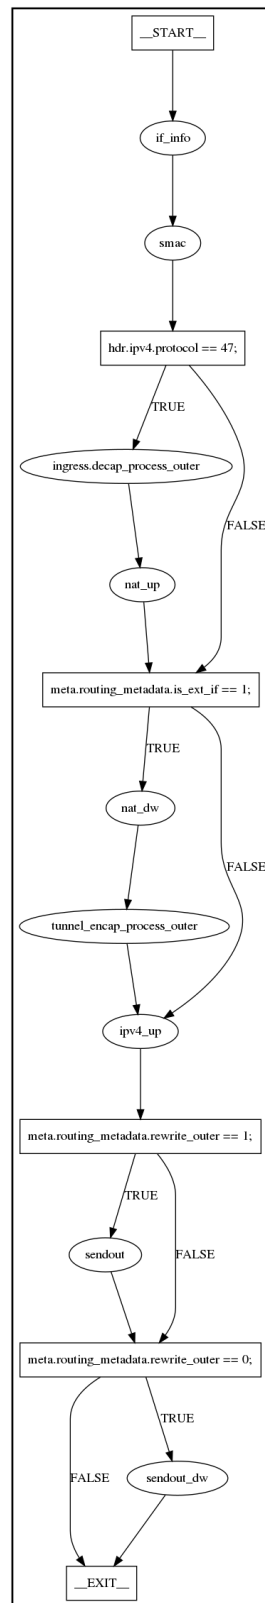 __START__
if_info
smac
hdr.ipv4.protocol == 47;
TRUE
ingress.decap_process_outer
FALSE
nat_up
meta.routing_metadata.is_ext_if == 1;
TRUE
nat_dw
FALSE
tunnel_encap_process_outer
ipv4_up
meta.routing_metadata.rewrite_outer == 1;
TRUE
sendout
FALSE
meta.routing_metadata.rewrite_outer == 0;
TRUE
FALSE
sendout_dw
__EXIT__